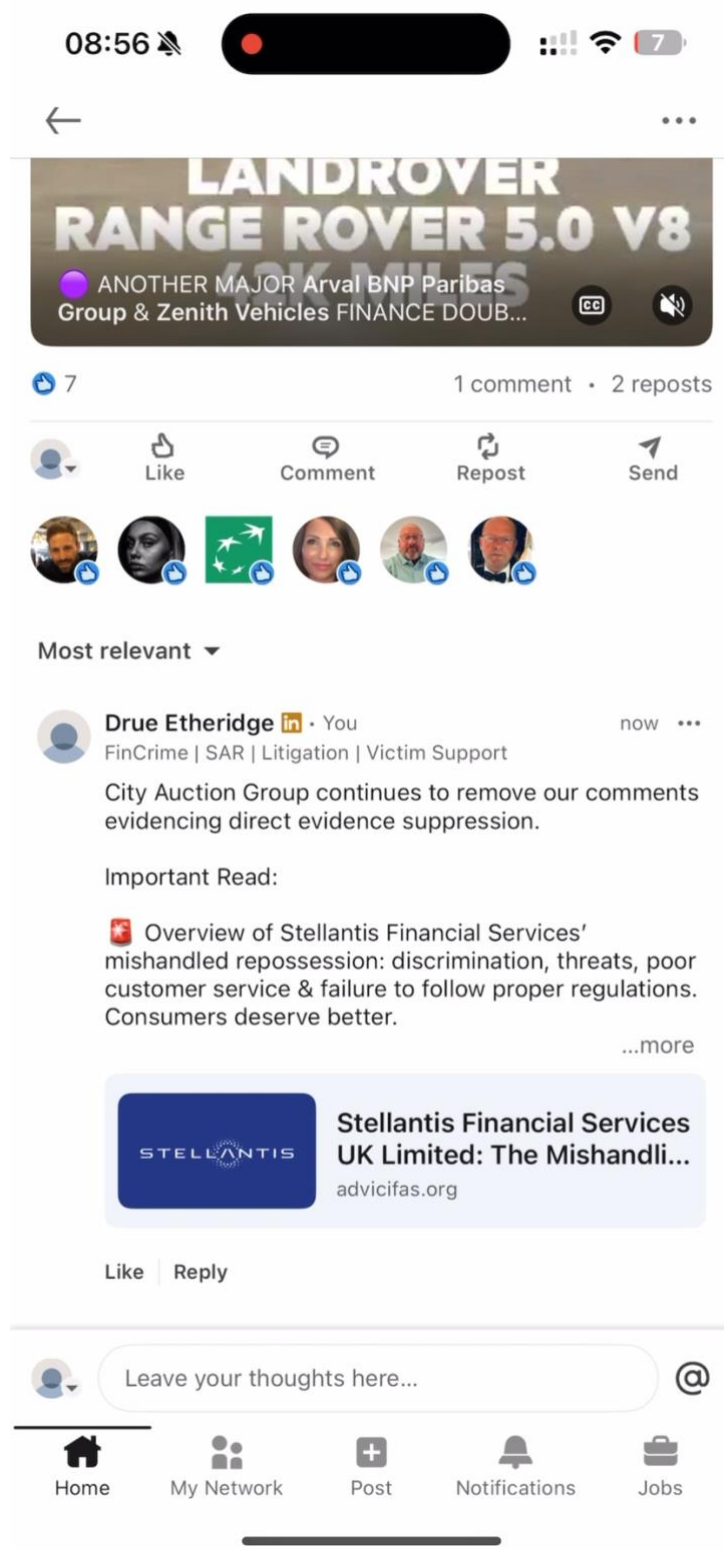 08:56
7
LANDROVER
RANGE ROVER 5.0 V8
43K MILES
🟣 ANOTHER MAJOR Arval BNP Paribas
Group & Zenith Vehicles FINANCE DOUB...
CC
7
1 comment • 2 reposts
Like
Comment
Repost
Send
Most relevant
Drue Etheridge in • You
now
FinCrime | SAR | Litigation | Victim Support
City Auction Group continues to remove our comments
evidencing direct evidence suppression.
Important Read:
🚨 Overview of Stellantis Financial Services’
mishandled repossession: discrimination, threats, poor
customer service & failure to follow proper regulations.
Consumers deserve better.
...more
STELLANTIS
Stellantis Financial Services
UK Limited: The Mishandli...
advicifas.org
Like
Reply
Leave your thoughts here...
@
Home
My Network
Post
Notifications
Jobs